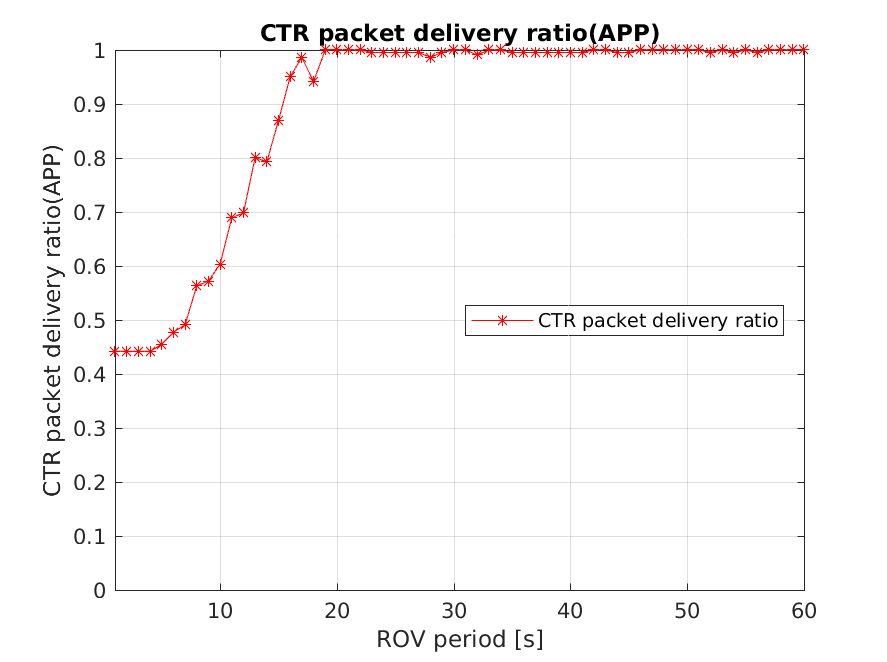 CTR packet delivery ratio(APP)
1
0.9
0.8
0.7
0.6
0.5
0.4
0.3
0.2
0.1
0
CTR packet delivery ratio(APP)
CTR packet delivery ratio
10 20 30 40 50 60
ROV period [s]